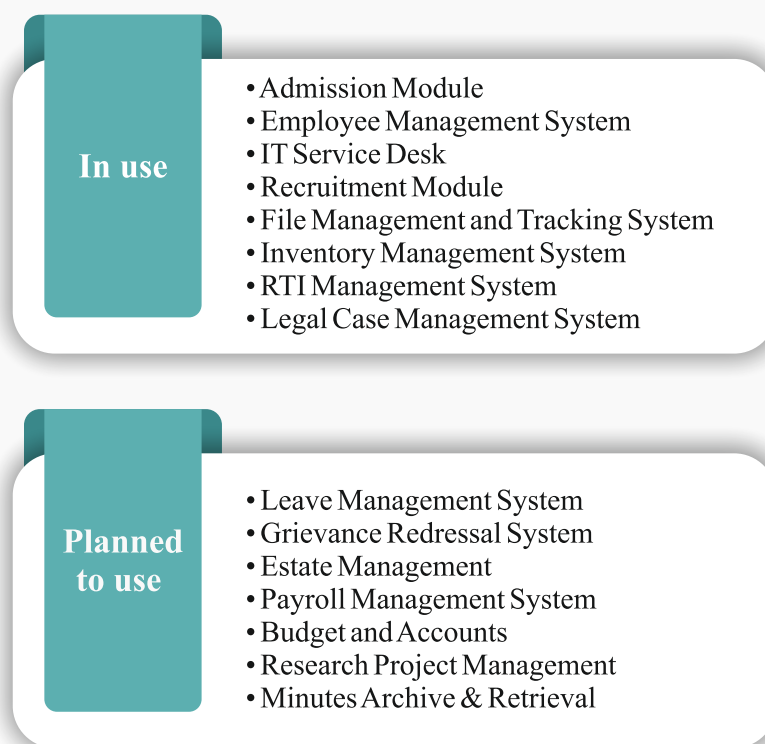 In use
• Admission Module
• Employee Management System
• IT Service Desk
• Recruitment Module
• File Management and Tracking System
• Inventory Management System
• RTI Management System
• Legal Case Management System
Planned
to use
• Leave Management System
• Grievance Redressal System
• Estate Management
• Payroll Management System
• Budget and Accounts
• Research Project Management
• Minutes Archive & Retrieval